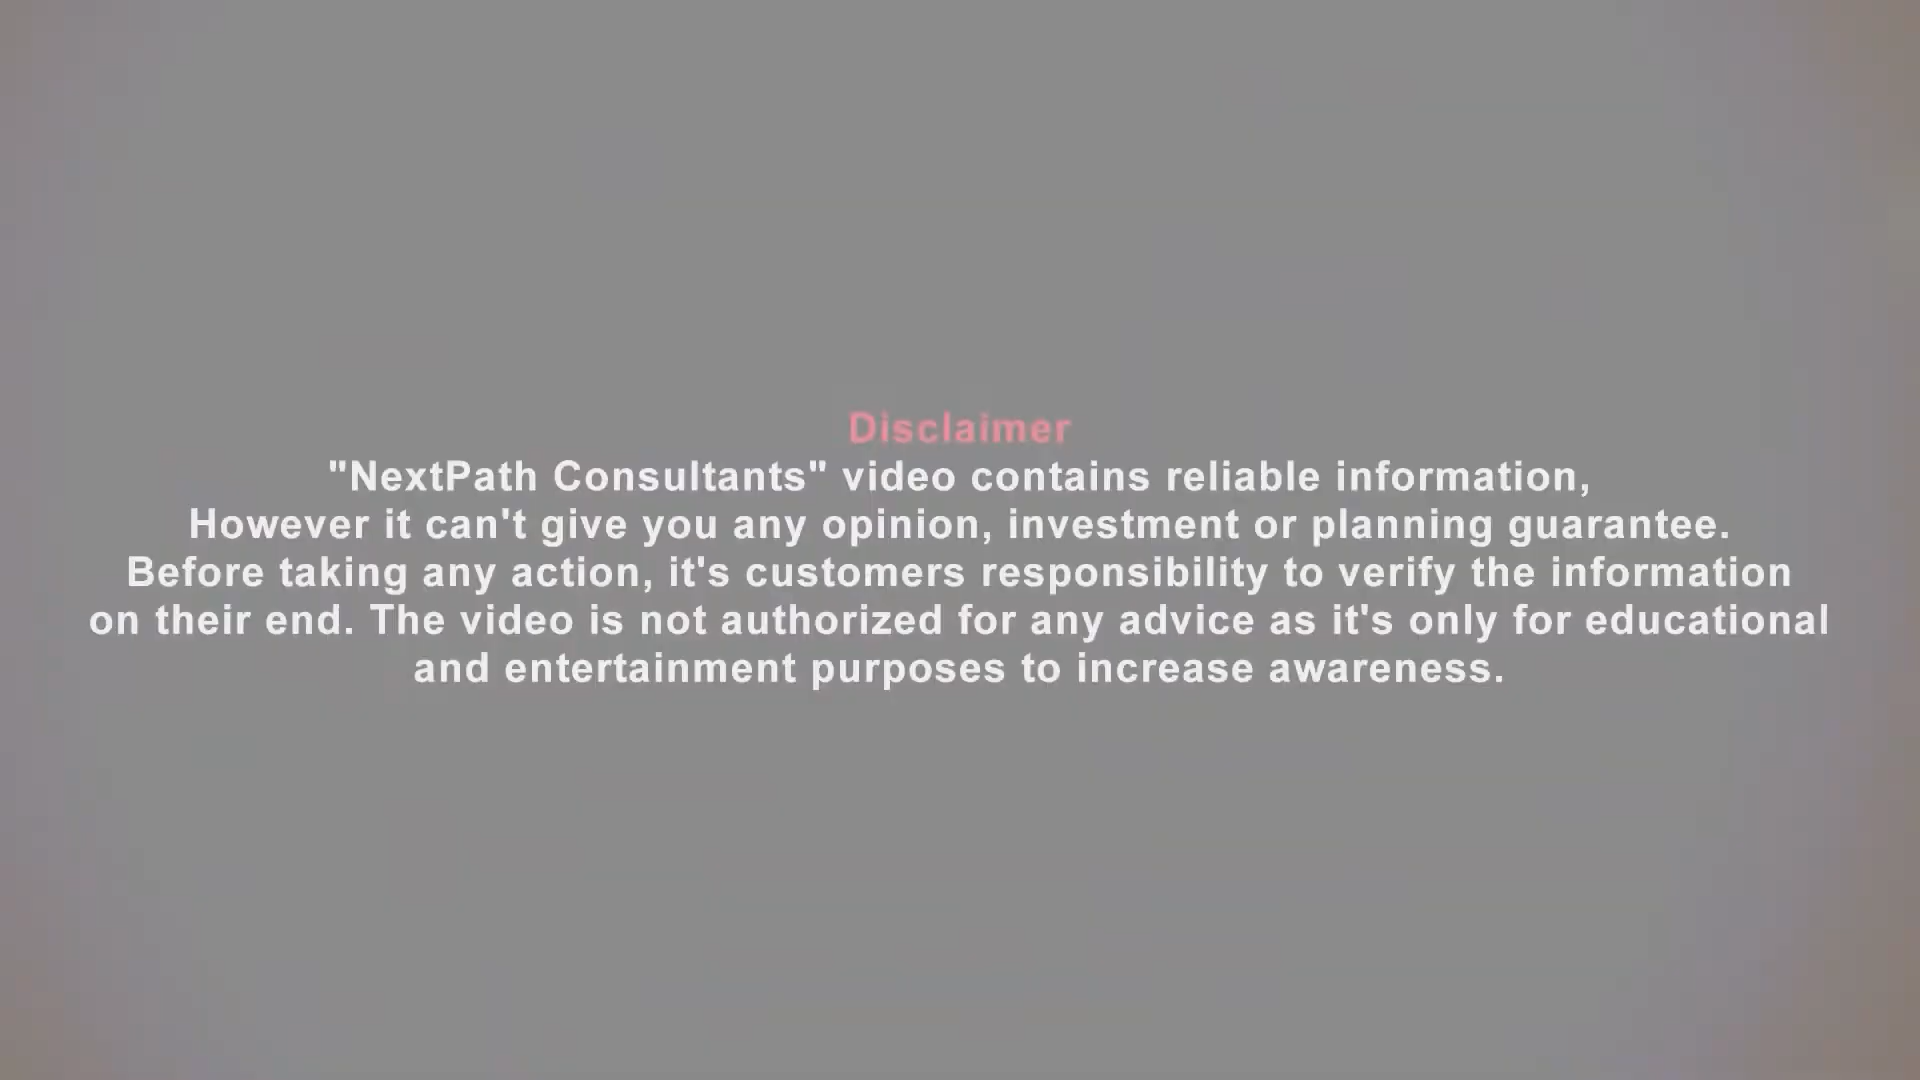 Disclaimer
"NextPath Consultants" video contains reliable information,
However it can't give you any opinion, investment or planning guarantee.
Before taking any action, it's customers responsibility to verify the information
on their end. The video is not authorized for any advice as it's only for educational
and entertainment purposes to increase awareness.